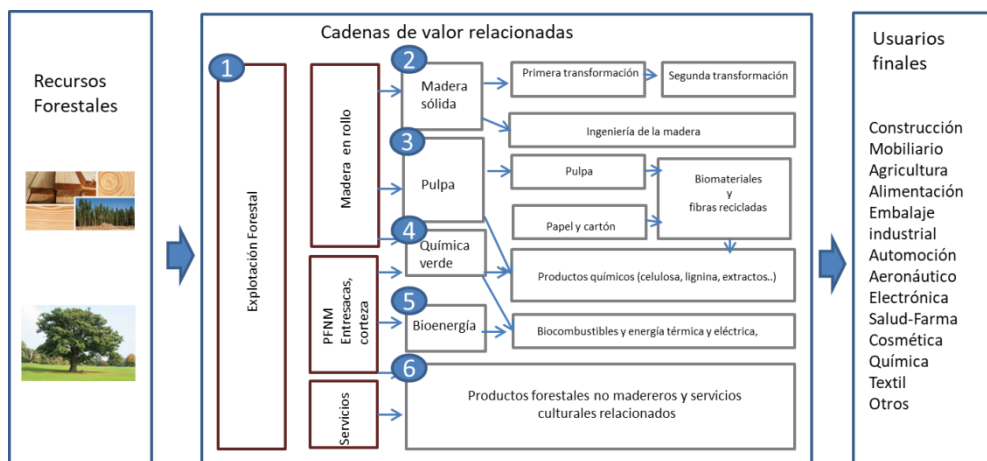 Recursos
Forestales
Cadenas de valor relacionadas
1
Explotación Forestal
Madera en rollo
PFNM
Entresacas,
corteza
Servicios
2
Madera
sólida
Primera transformación
Segunda transformación
Ingeniería de la madera
3
Pulpa
Pulpa
Papel y cartón
Biomateriales
y
fibras recicladas
4
Química
verde
Productos químicos (celulosa, lignina, extractos..)
5
Bioenergía
Biocombustibles y energía térmica y eléctrica,
6
Productos forestales no madereros y servicios
culturales relacionados
Usuarios
finales
Construcción
Mobiliario
Agricultura
Alimentación
Embalaje
industrial
Automoción
Aeronáutico
Electrónica
Salud-Farma
Cosmética
Química
Textil
Otros